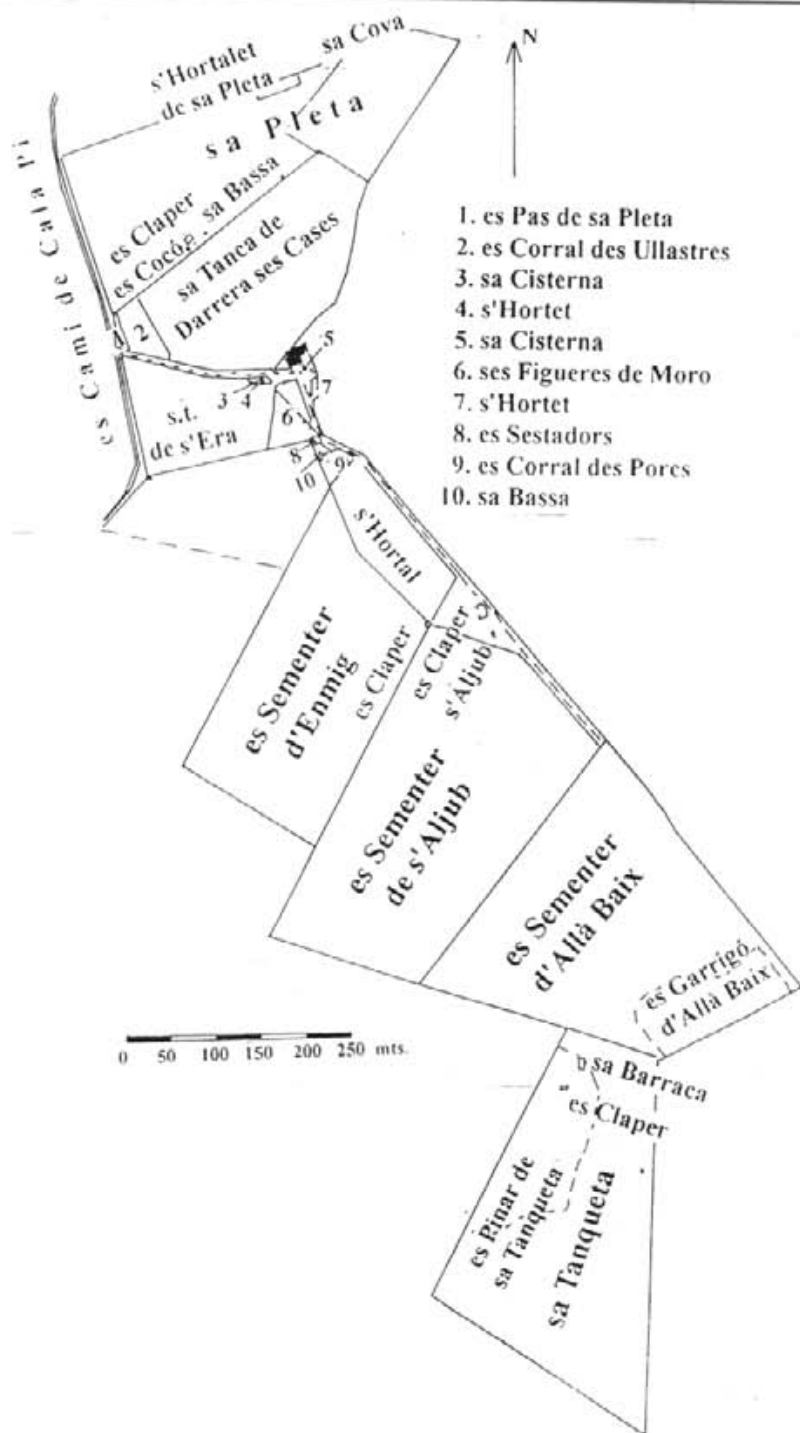 sa Cova
s'Hortalet
de sa Pleta
N
sa Pleta
es Camí de Cala Pi
es Claper
es Cocó
sa Bassa
sa Tanca de
Darrera ses Cases
1
2
3
4
5
6
7
8
9
10
s.t.
de s'Era
1. es Pas de sa Pleta
2. es Corral des Ullastres
3. sa Cisterna
4. s'Hortet
5. sa Cisterna
6. ses Figueres de Moro
7. s'Hortet
8. es Sestadors
9. es Corral des Porcs
10. sa Bassa
s'Hortal
es Sementer
d'Enmig
es Claper
es Claper
s'Aljub
es Sementer
de s'Aljub
es Sementer
d'Allà Baix
es Garrigó
d'Allà Baix
0 50 100 150 200 250 mts.
sa Barraca
es Claper
es Pinar de
sa Tanqueta
sa Tanqueta